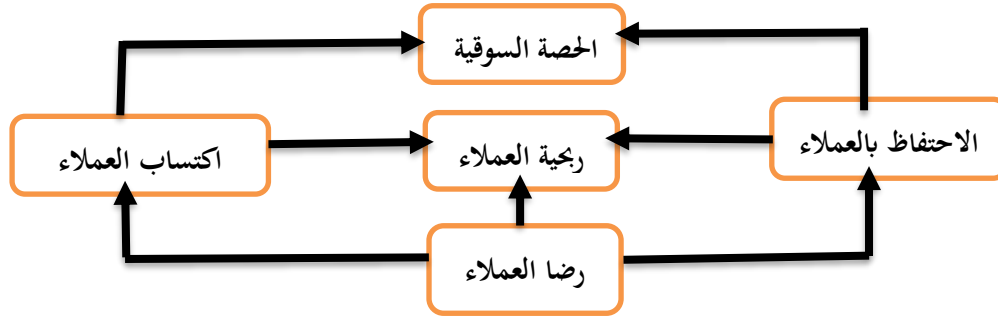 الحصة السوقية
الاحتفاظ بالعملاء
ربحية العملاء
اكتساب العملاء
رضا العملاء